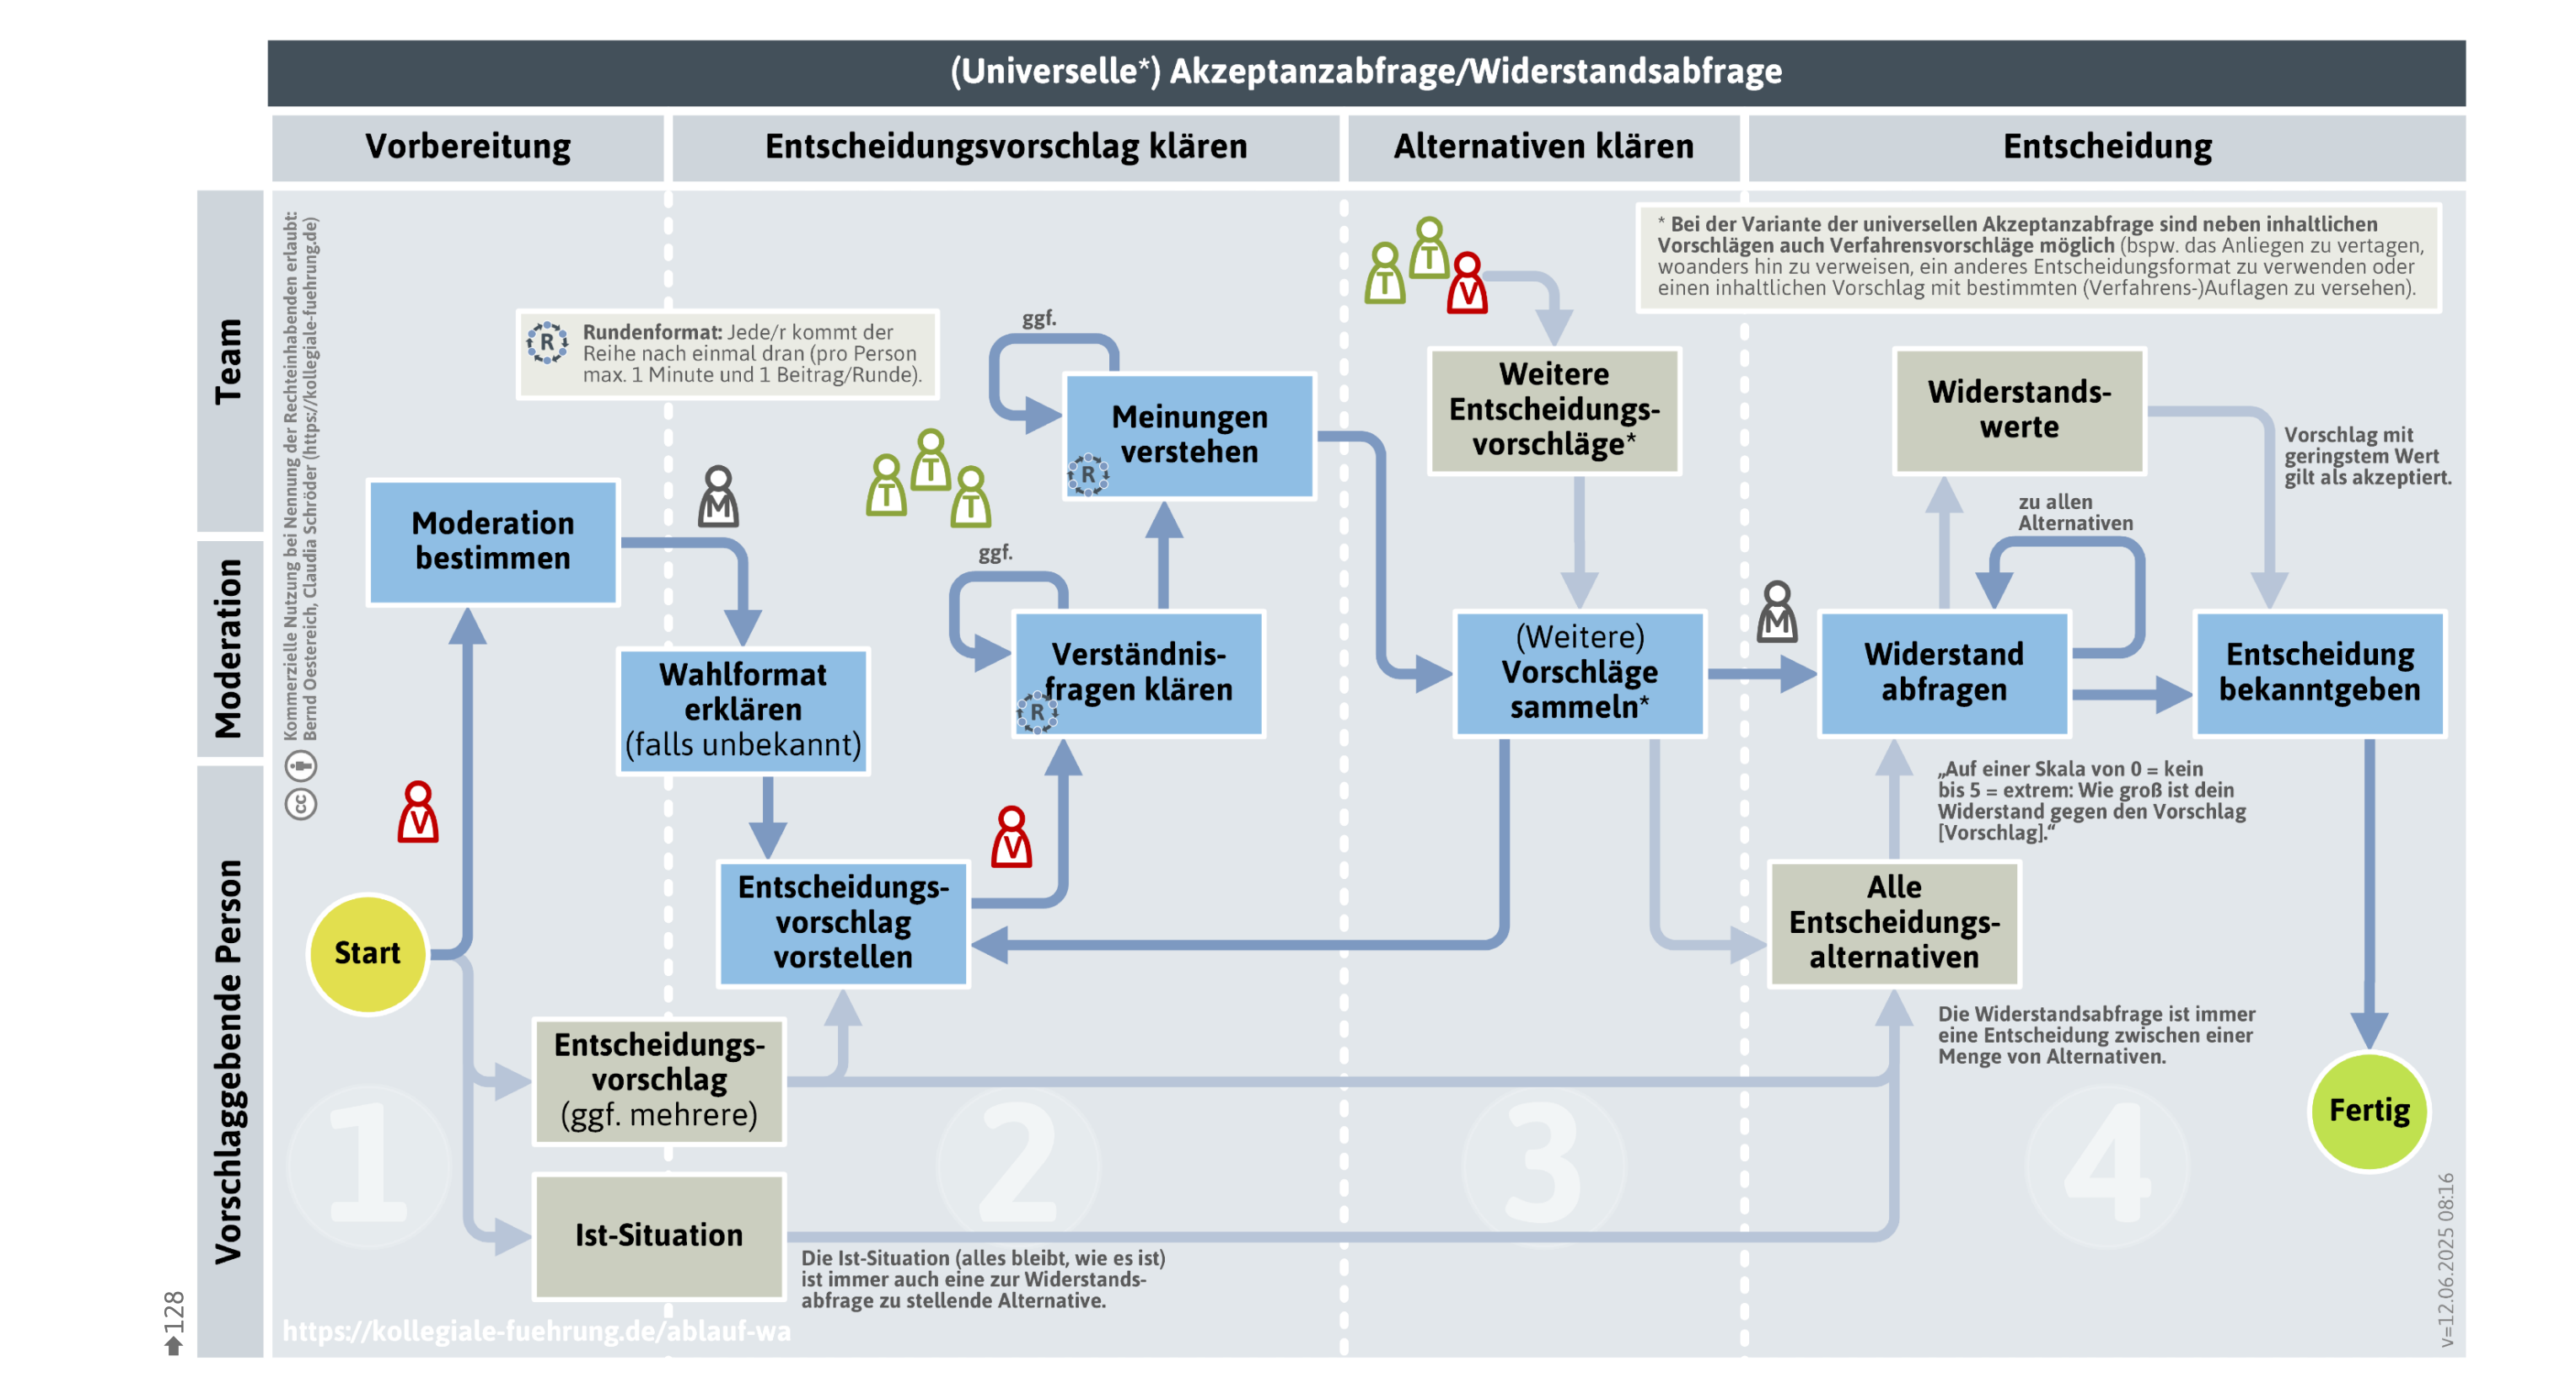 (Universelle*) Akzeptanzabfrage/Widerstandsabfrage
Vorbereitung
Entscheidungsvorschlag klären
Alternativen klären
Entscheidung
Team
Moderation
Vorschlaggebende Person
Kommerzielle Nutzung bei Nennung der Rechteinhabenden erlaubt:
Bernd Oestereich, Claudia Schröder (https://kollegiale-fuehrung.de)
cc
* Bei der Variante der universellen Akzeptanzabfrage sind neben inhaltlichen
Vorschlägen auch Verfahrensvorschläge möglich (bspw. das Anliegen zu vertagen,
woanders hin zu verweisen, ein anderes Entscheidungsformat zu verwenden oder
einen inhaltlichen Vorschlag mit bestimmten (Verfahrens-)Auflagen zu versehen).
R
Rundenformat: Jede/r kommt der
Reihe nach einmal dran (pro Person
max. 1 Minute und 1 Beitrag/Runde).
Start
V
Moderation
bestimmen
M
Wahlformat
erklären
(falls unbekannt)
Entscheidungs-
vorschlag
vorstellen
V
Entscheidungs-
vorschlag
(ggf. mehrere)
Ist-Situation
Die Ist-Situation (alles bleibt, wie es ist)
ist immer auch eine zur Widerstands-
abfrage zu stellende Alternative.
T
T
T
ggf.
Verständnis-
fragen klären
R
ggf.
Meinungen
verstehen
R
T
T
V
Weitere
Entscheidungs-
vorschläge*
(Weitere)
Vorschläge
sammeln*
M
Widerstands-
werte
Vorschlag mit
geringstem Wert
gilt als akzeptiert.
zu allen
Alternativen
Widerstand
abfragen
Entscheidung
bekanntgeben
„Auf einer Skala von 0 = kein
bis 5 = extrem: Wie groß ist dein
Widerstand gegen den Vorschlag
[Vorschlag].“
Alle
Entscheidungs-
alternativen
Die Widerstandsabfrage ist immer
eine Entscheidung zwischen einer
Menge von Alternativen.
Fertig
1
2
3
4
https://kollegiale-fuehrung.de/ablauf-wa
128
v=12.06.2025 08:16